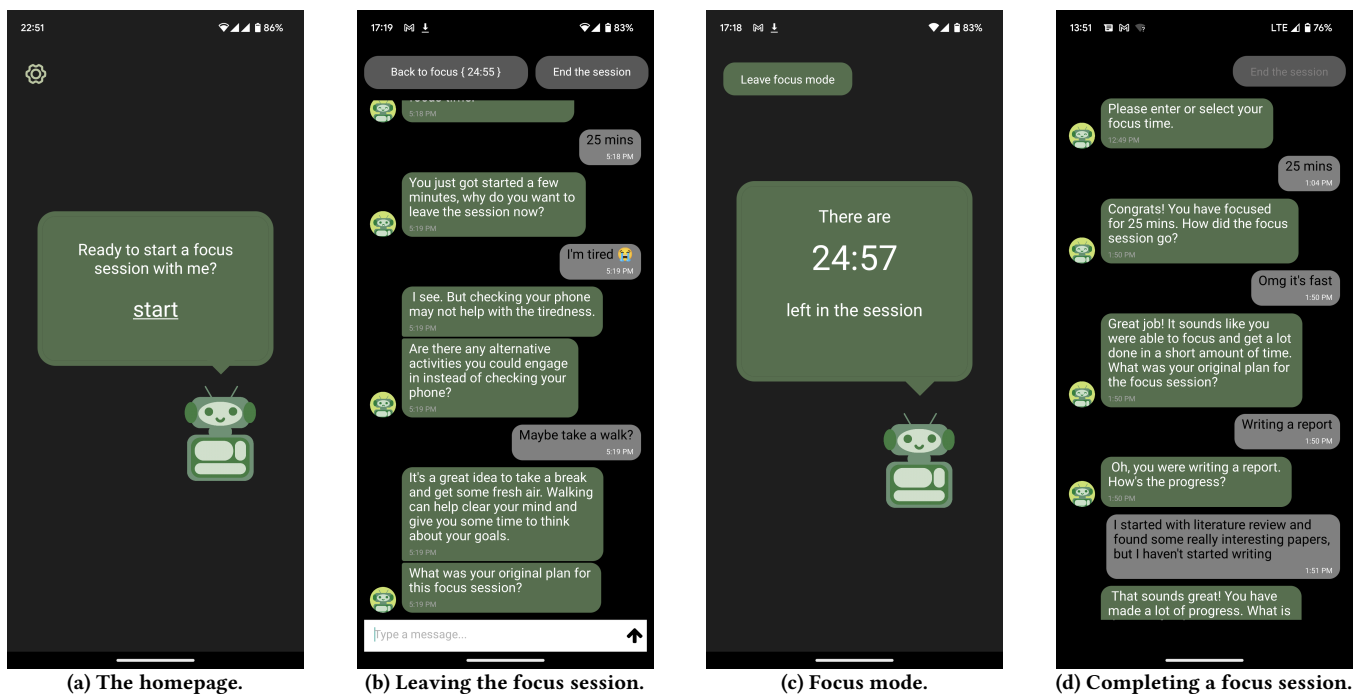 22:51
86%
Ready to start a focus
session with me?
start
(a) The homepage.
17:19
83%
Back to focus { 24:55 }
End the session
focus time.
5:18 PM
25 mins
5:18 PM
You just got started a few
minutes, why do you want to
leave the session now?
5:19 PM
I'm tired 😭
5:19 PM
I see. But checking your phone
may not help with the tiredness.
5:19 PM
Are there any alternative
activities you could engage
in instead of checking your
phone?
5:19 PM
Maybe take a walk?
5:19 PM
It's a great idea to take a break
and get some fresh air. Walking
can help clear your mind and
give you some time to think
about your goals.
5:19 PM
What was your original plan for
this focus session?
5:19 PM
Type a message...
(b) Leaving the focus session.
17:18
83%
Leave focus mode
There are
24:57
left in the session
(c) Focus mode.
13:51
LTE
76%
End the session
Please enter or select your
focus time.
12:49 PM
25 mins
1:04 PM
Congrats! You have focused
for 25 mins. How did the focus
session go?
1:50 PM
Omg it's fast
1:50 PM
Great job! It sounds like you
were able to focus and get a lot
done in a short amount of time.
What was your original plan for
the focus session?
1:50 PM
Writing a report
1:50 PM
Oh, you were writing a report.
How's the progress?
1:50 PM
I started with literature review and
found some really interesting papers,
but I haven't started writing
1:51 PM
That sounds great! You have
made a lot of progress. What is
(d) Completing a focus session.